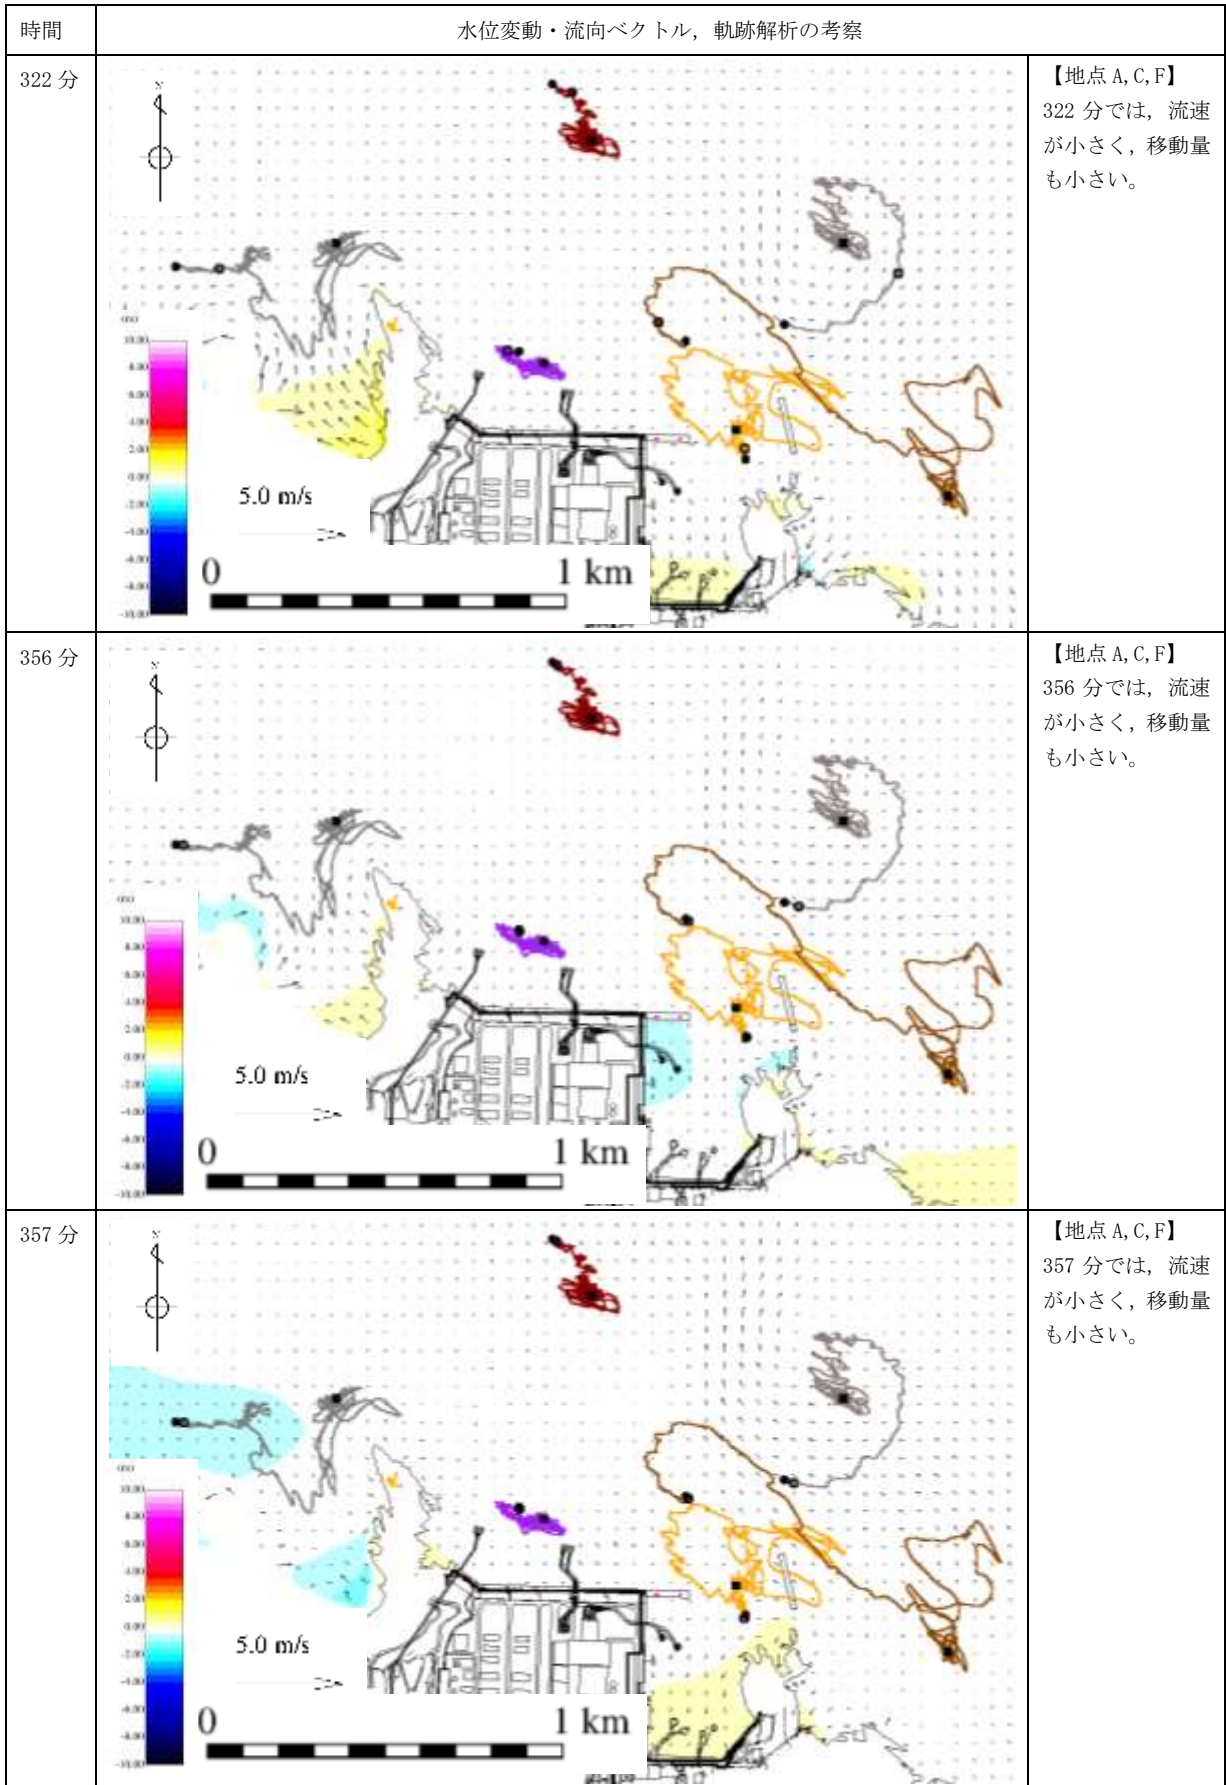 時間
水位変動・流向ベクトル，軌跡解析の考察
322 分
【地点 A,C,F】
322 分では，流速
が小さく，移動量
も小さい。
5.0 m/s
0
1 km
356 分
【地点 A,C,F】
356 分では，流速
が小さく，移動量
も小さい。
5.0 m/s
0
1 km
357 分
【地点 A,C,F】
357 分では，流速
が小さく，移動量
も小さい。
5.0 m/s
0
1 km